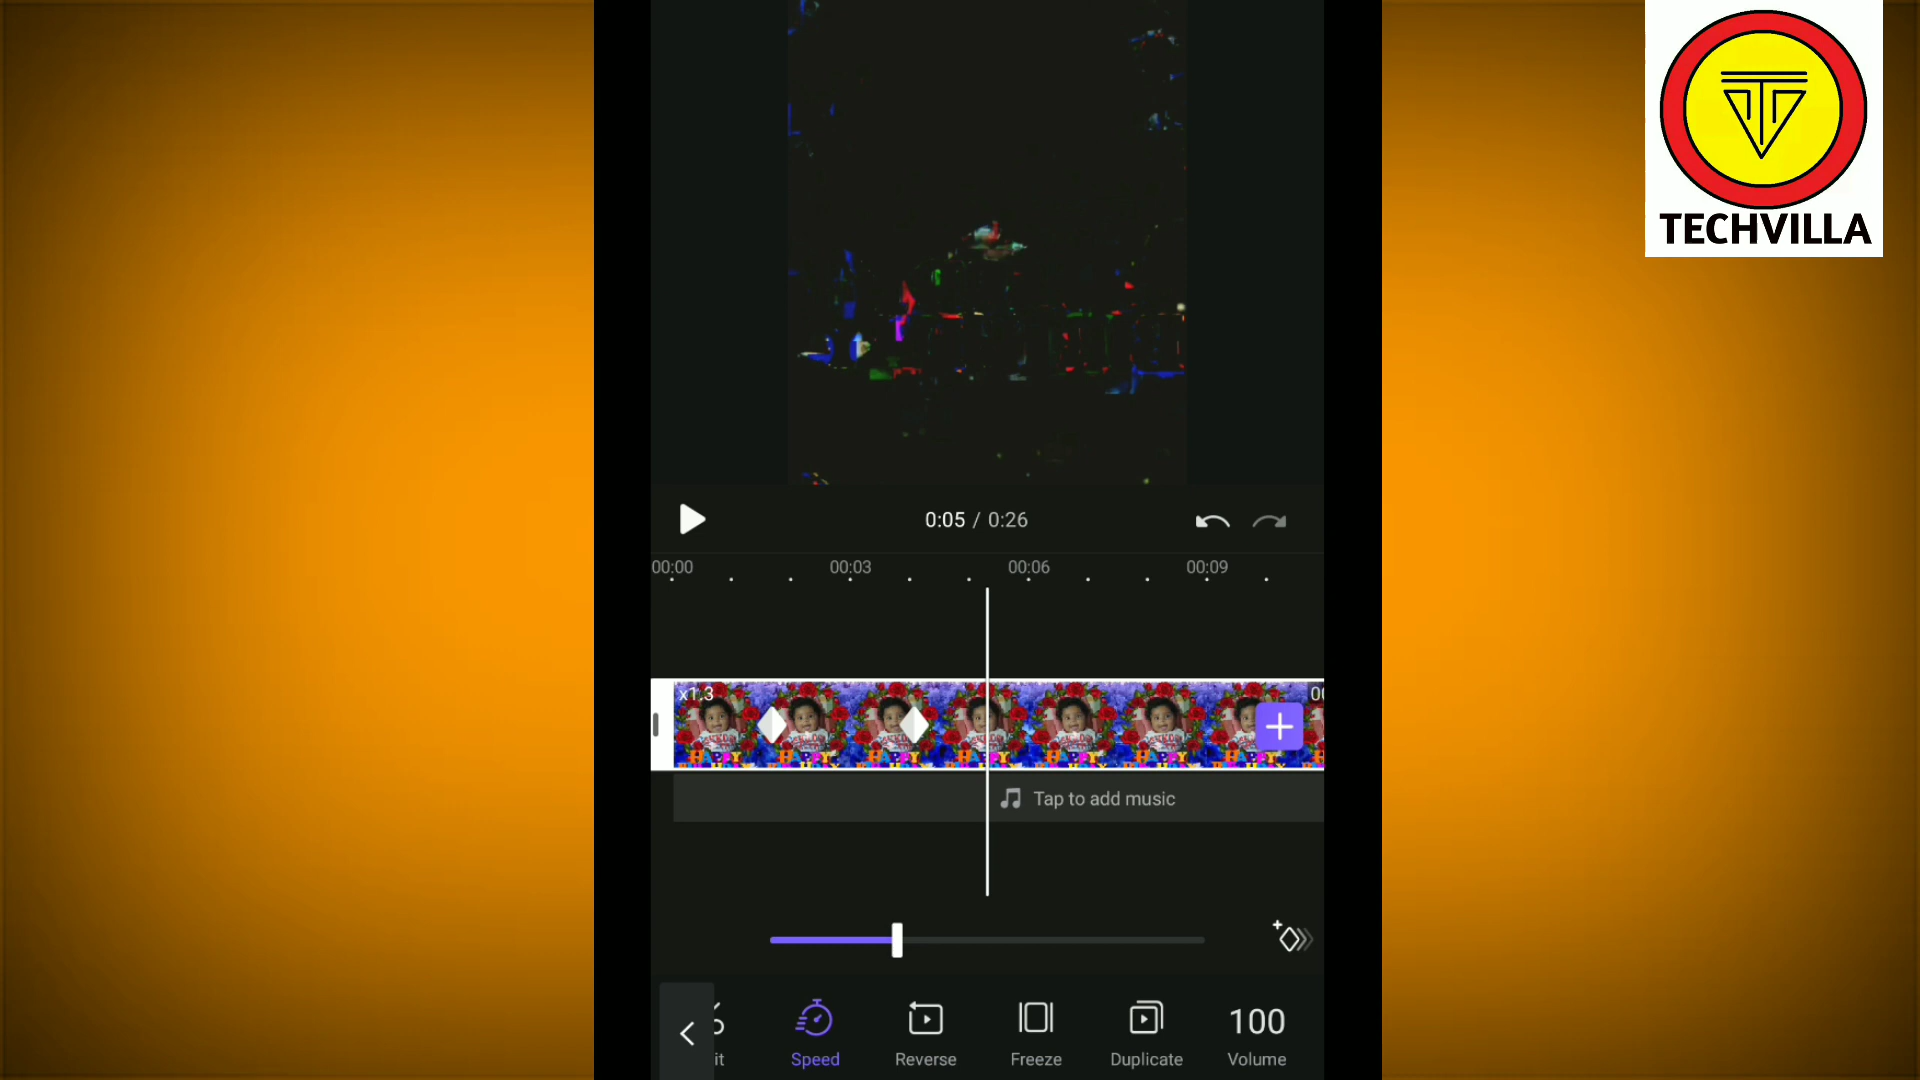 TECHVILLA
0:05 / 0:26
00:00 00:03 00:06 00:09
x1.3
Tap to add music
it Speed Reverse Freeze Duplicate 100 Volume